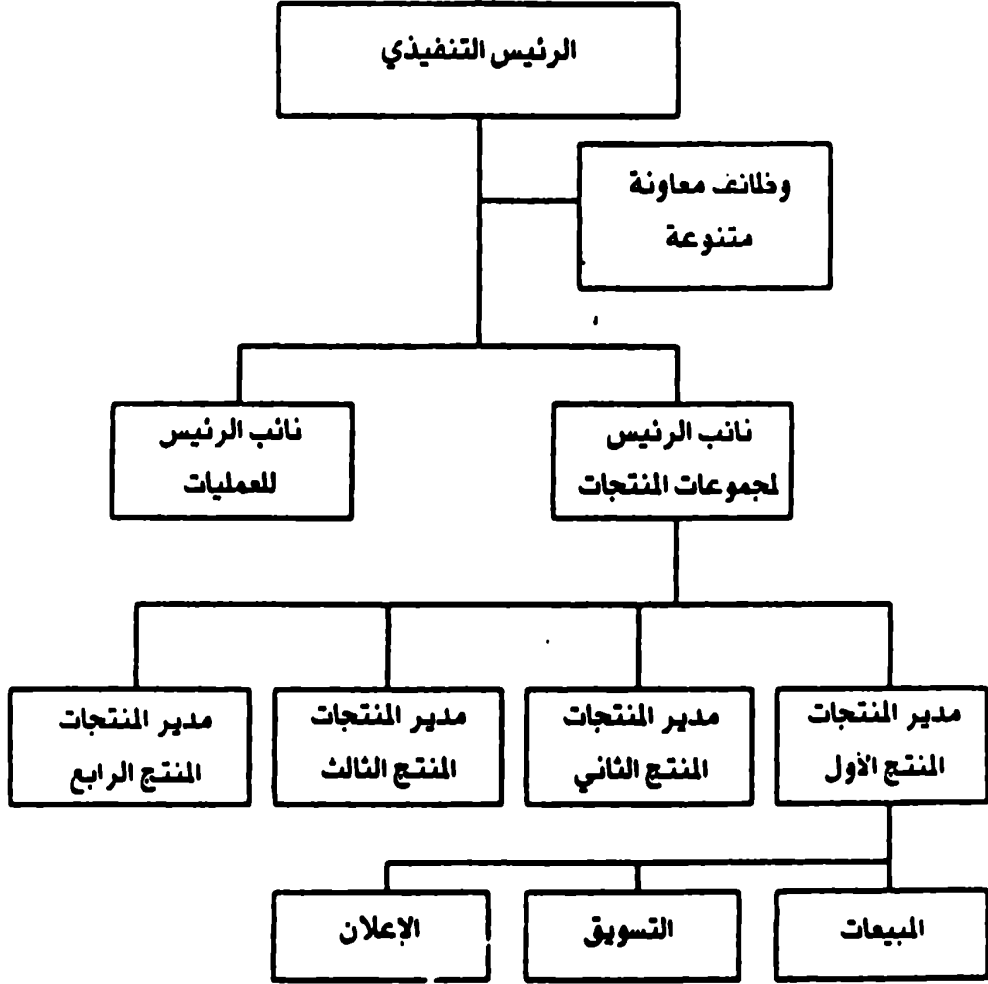 الرئيس التنفيذي
وظائف معاونة
متنوعة
نائب الرئيس
لمجموعات المنتجات
نائب الرئيس
للعمليات
مدير المنتجات
المنتج الأول
مدير المنتجات
المنتج الثاني
مدير المنتجات
المنتج الثالث
مدير المنتجات
المنتج الرابع
المبيعات
التسويق
الإعلان